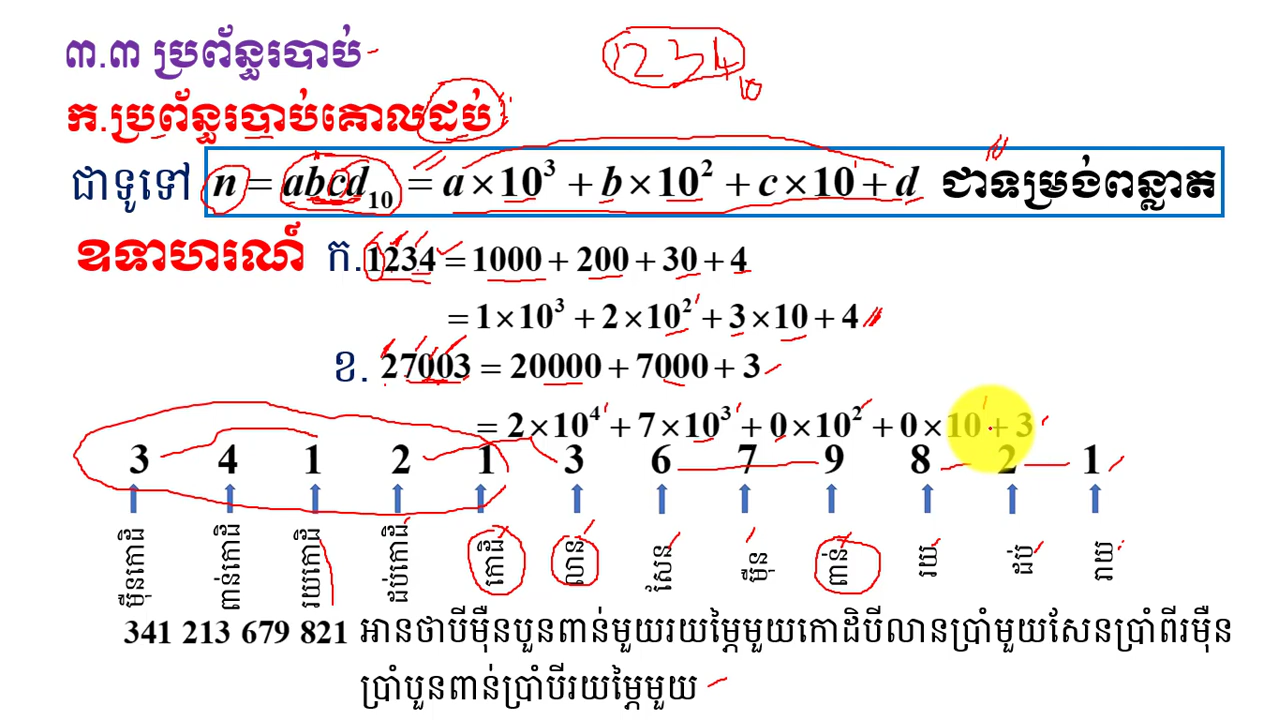 ៣.៣ ប្រព័ន្ធរបាប់
1234₁₀
ក.ប្រព័ន្ធរបាប់គោលដប់
ជាទូទៅ n = abcd₁₀ = a×10³ + b×10² + c×10 + d ជាទម្រង់ពន្លាត
ឧទាហរណ៍ ក.1234 = 1000 + 200 + 30 + 4
= 1×10³ + 2×10² + 3×10 + 4
ខ. 27003 = 20000 + 7000 + 3
= 2×10⁴ + 7×10³ + 0×10² + 0×10 + 3
3 4 1 2 1 3 6 7 9 8 2 1
ម៉ឺនកោដិ ពាន់កោដិ រយកោដិ ដប់កោដិ កោដិ លាន សែន ម៉ឺន ពាន់ រយ ដប់ រាយ
341 213 679 821 អានថាបីម៉ឺនបួនពាន់មួយរយម្ភៃមួយកោដិបីលានប្រាំមួយសែនប្រាំពីរម៉ឺន
ប្រាំបួនពាន់ប្រាំបីរយម្ភៃមួយ